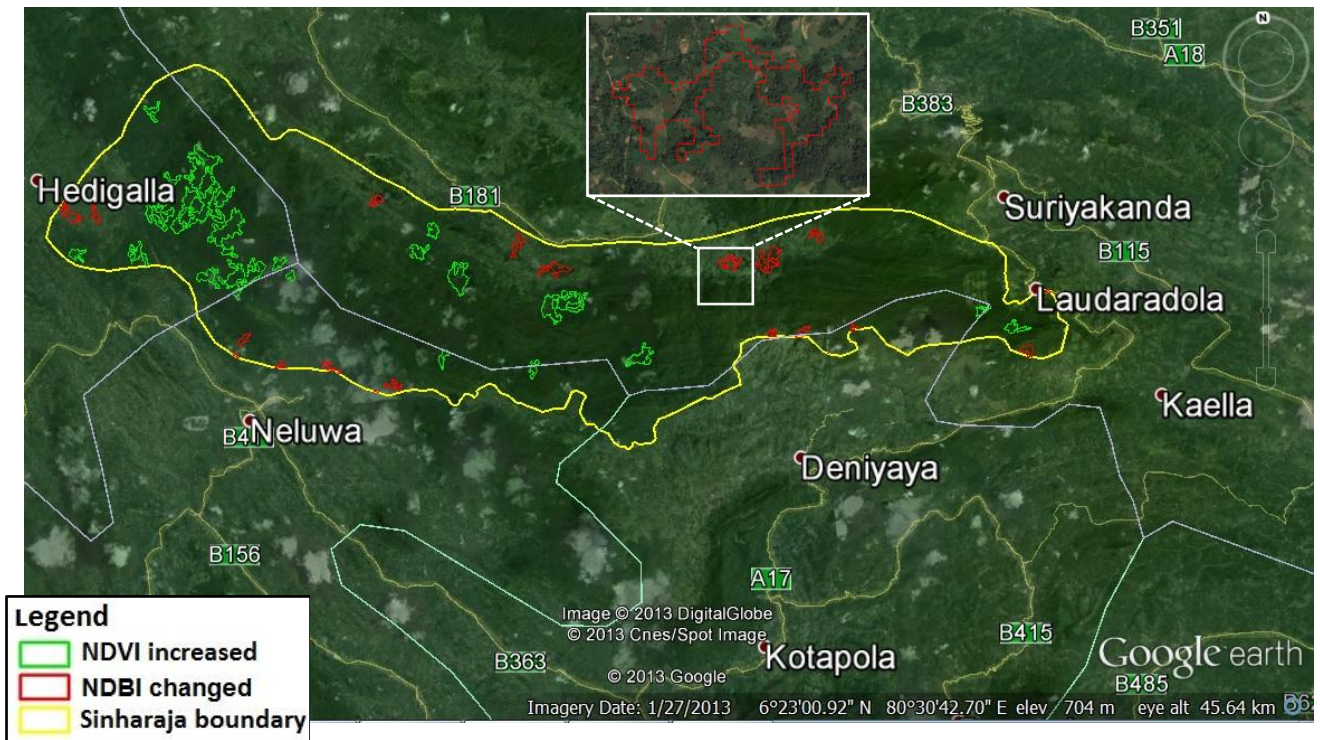 N
B351
A18
B383
Hedigalla
B181
Suriyakanda
B115
Laudaradola
Kaella
Neluwa
Deniyaya
B156
A17
Legend
NDVI increased
NDBI changed
Sinharaja boundary
Image © 2013 DigitalGlobe
© 2013 Cnes/Spot Image
B363
Kotapola
© 2013 Google
B415
Google earth
B485
Imagery Date: 1/27/2013 6°23'00.92" N 80°30'42.70" E elev 704 m eye alt 45.64 km